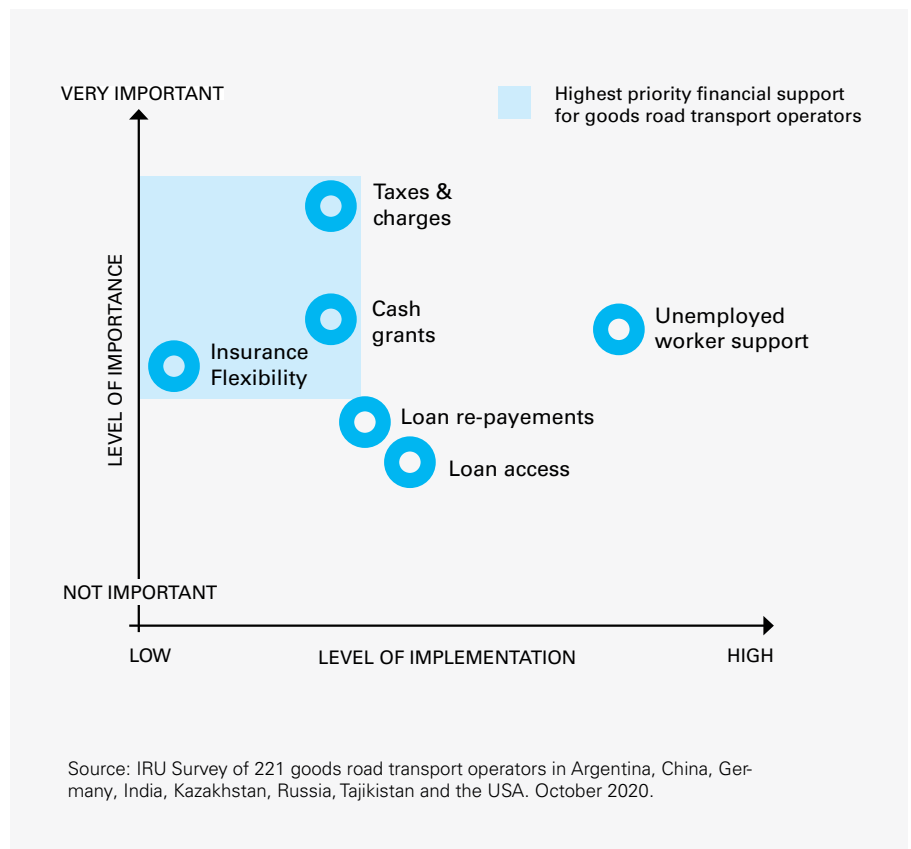 VERY IMPORTANT
Highest priority financial support
for goods road transport operators
Taxes &
charges
Cash
grants
Unemployed
worker support
Insurance
Flexibility
Loan re-payements
Loan access
LEVEL OF IMPORTANCE
NOT IMPORTANT
LOW
LEVEL OF IMPLEMENTATION
HIGH
Source: IRU Survey of 221 goods road transport operators in Argentina, China, Ger-
many, India, Kazakhstan, Russia, Tajikistan and the USA. October 2020.